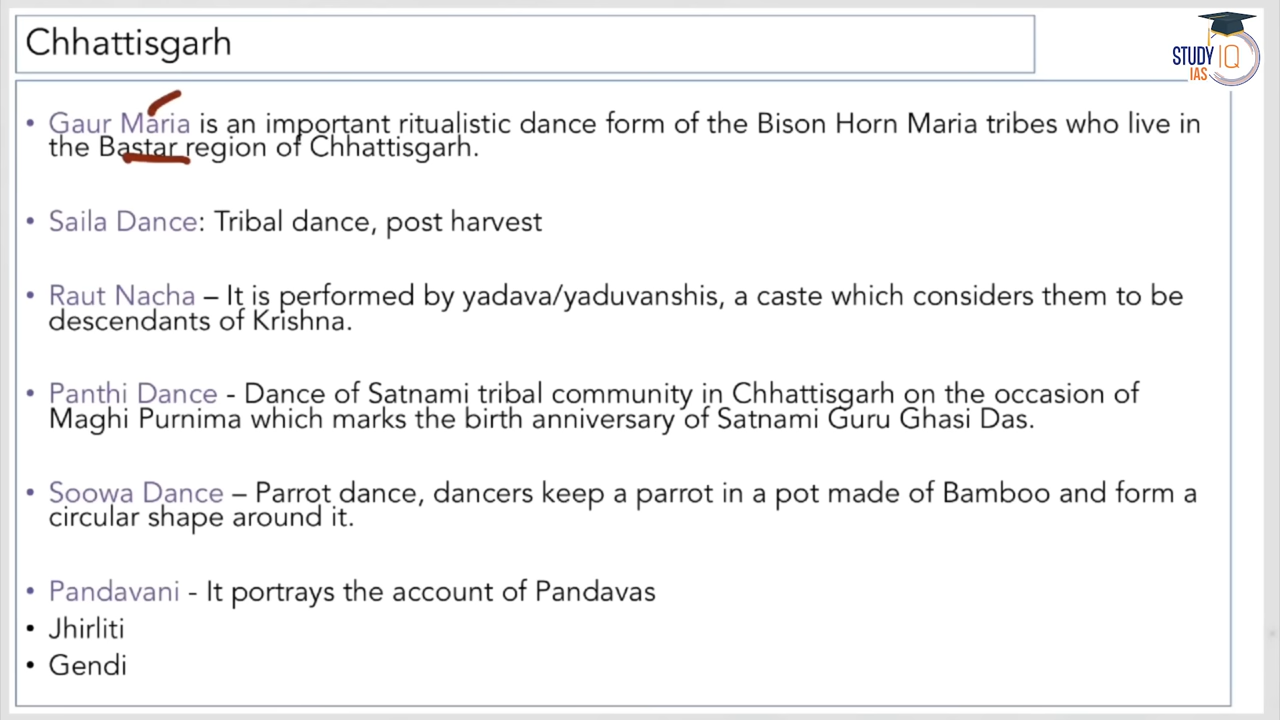 Chhattisgarh
STUDY IQ
IAS
• Gaur Maria is an important ritualistic dance form of the Bison Horn Maria tribes who live in
the Bastar region of Chhattisgarh.
• Saila Dance: Tribal dance, post harvest
• Raut Nacha – It is performed by yadava/yaduvanshis, a caste which considers them to be
descendants of Krishna.
• Panthi Dance - Dance of Satnami tribal community in Chhattisgarh on the occasion of
Maghi Purnima which marks the birth anniversary of Satnami Guru Ghasi Das.
• Soowa Dance – Parrot dance, dancers keep a parrot in a pot made of Bamboo and form a
circular shape around it.
• Pandavani - It portrays the account of Pandavas
• Jhirliti
• Gendi